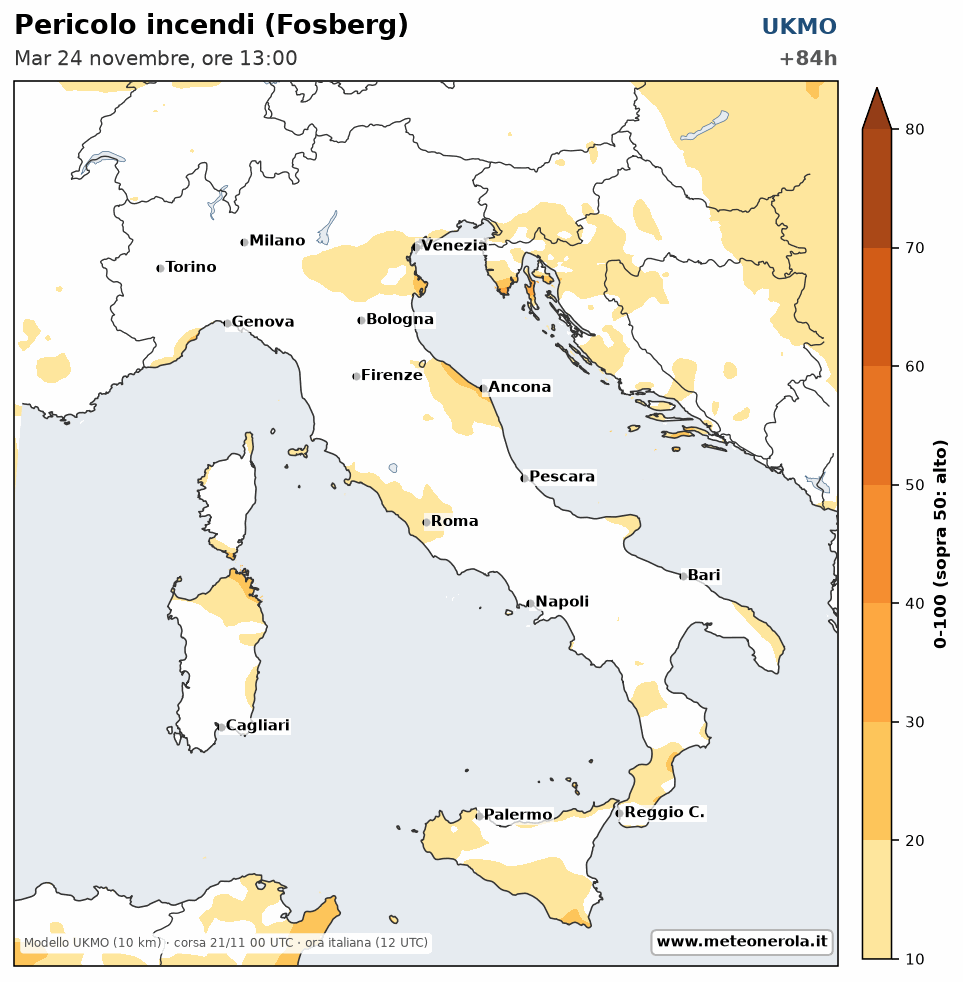 Pericolo incendi (Fosberg)
UKMO
Mar 24 novembre, ore 13:00
+84h
Milano
Venezia
Torino
Genova
Bologna
Firenze
Ancona
Pescara
Roma
Bari
Napoli
Cagliari
Palermo
Reggio C.
80
70
60
50
40
30
20
10
0-100 (sopra 50: alto)
Modello UKMO (10 km) · corsa 21/11 00 UTC · ora italiana (12 UTC)
www.meteonerola.it